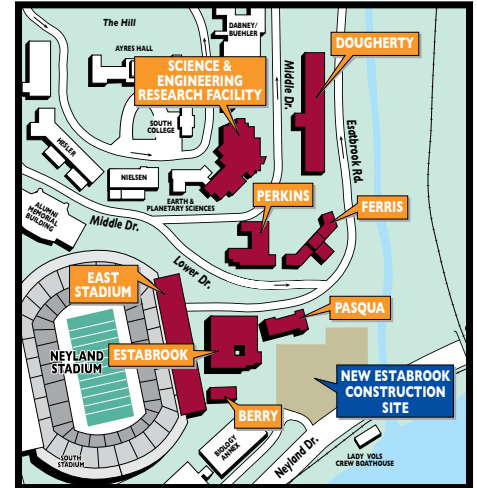 The Hill
DABNEY/
BUEHLER
AYRES HALL
DOUGHERTY
SCIENCE &
ENGINEERING
RESEARCH FACILITY
Middle Dr.
SOUTH
COLLEGE
Esatbrook Rd.
HESLER
NIELSEN
EARTH &
PLANETARY SCIENCES
PERKINS
FERRIS
ALUMNI
MEMORIAL
BUILDING
Middle Dr.
Lower Dr.
EAST
STADIUM
PASQUA
NEYLAND
STADIUM
ESTABROOK
NEW ESTABROOK
CONSTRUCTION
SITE
BERRY
BIOLOGY
ANNEX
Neyland Dr.
SOUTH
STADIUM
LADY VOLS
CREW BOATHOUSE